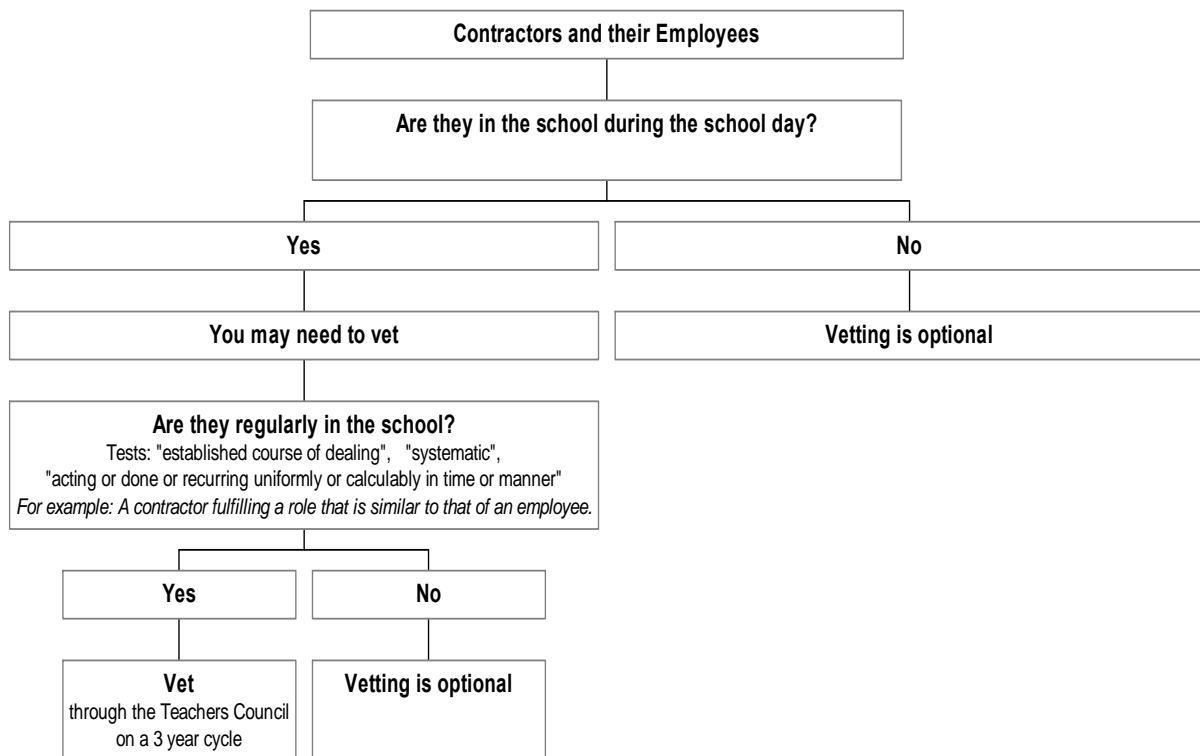 Contractors and their Employees
Are they in the school during the school day?
Yes
No
You may need to vet
Vetting is optional
Are they regularly in the school?
Tests: "established course of dealing", "systematic",
"acting or done or recurring uniformly or calculably in time or manner"
For example: A contractor fulfilling a role that is similar to that of an employee.
Yes
No
Vet
through the Teachers Council
on a 3 year cycle
Vetting is optional